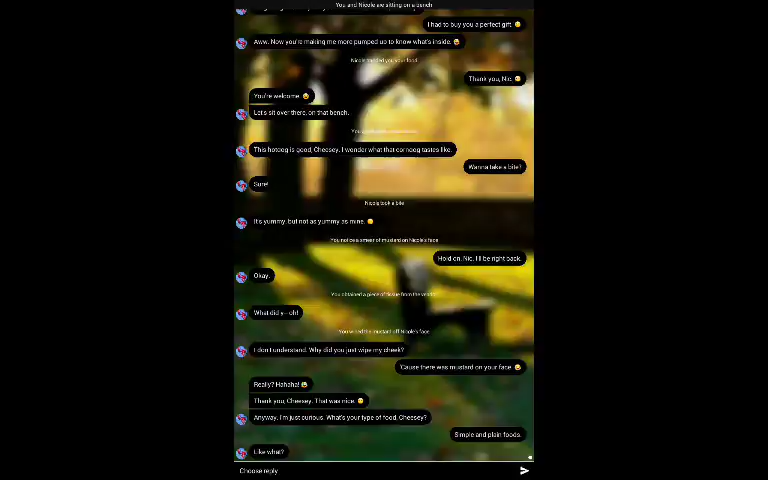 You and Nicole are sitting on a bench
I had to buy you a perfect gift. 😊
Aww. Now you're making me more pumped up to know what's inside. 😫
Nicole handed you your food
Thank you, Nic. 😊
You're welcome. 😉
Let's sit over there, on that bench.
You
This hotdog is good, Cheesey. I wonder what that corndog tastes like.
Wanna take a bite?
Sure!
Nicole took a bite
It's yummy, but not as yummy as mine. 😋
You notice a smear of mustard on Nicole's face
Hold on, Nic. I'll be right back.
Okay.
You obtained a piece of tissue from the
What did y-- oh!
You wiped the mustard off Nicole's face
I don't understand. Why did you just wipe my cheek?
'Cause there was mustard on your face. 😂
Really? Hahaha! 😂
Thank you, Cheesey. That was nice. 😊
Anyway. I'm just curious. What's your type of food, Cheesey?
Simple and plain foods.
Like what?
Choose reply